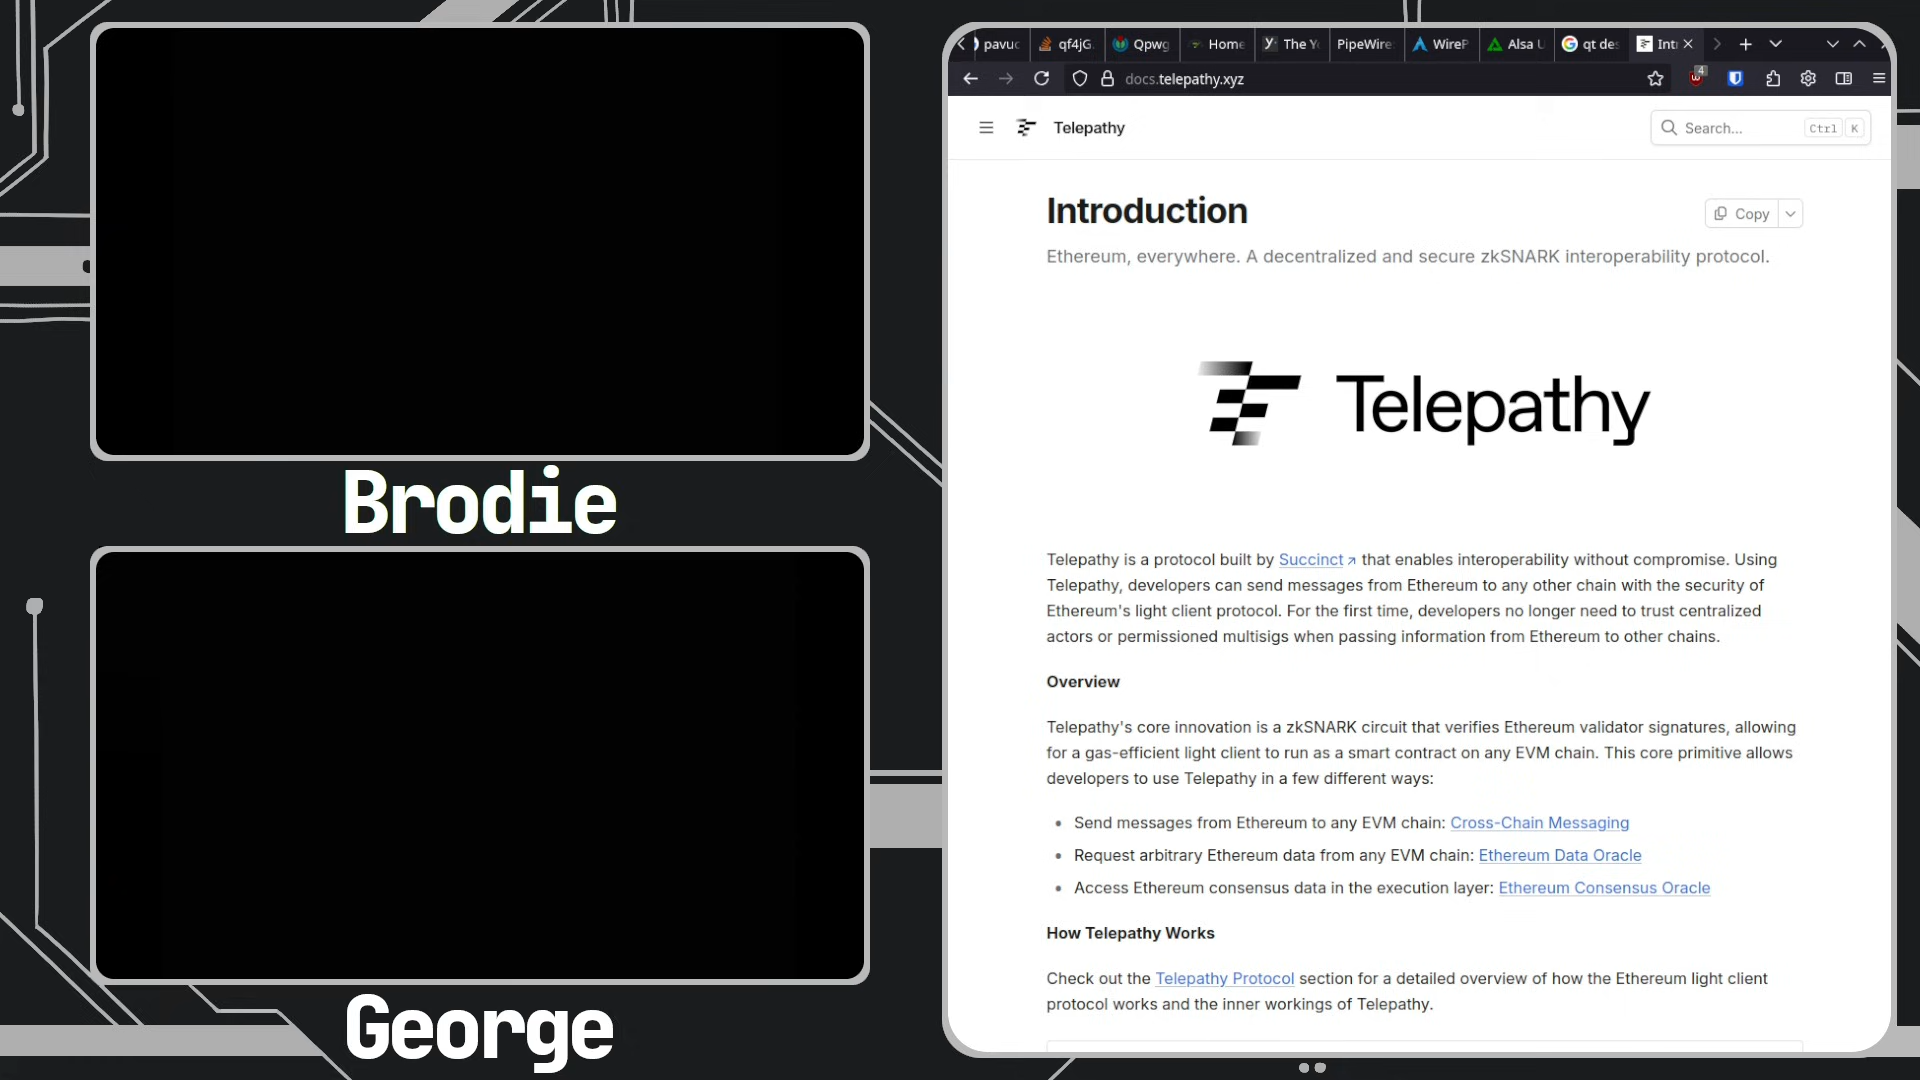 Brodie
George
pavuc
qf4jG
Qpwg
Home
The Yo
PipeWire
WireP
Alsa U
qt des
Int
4
docs.telepathy.xyz
Telepathy
Search...
Ctrl K
Introduction
Copy
Ethereum, everywhere. A decentralized and secure zkSNARK interoperability protocol.
Telepathy
Telepathy is a protocol built by Succinct that enables interoperability without compromise. Using
Telepathy, developers can send messages from Ethereum to any other chain with the security of
Ethereum's light client protocol. For the first time, developers no longer need to trust centralized
actors or permissioned multisigs when passing information from Ethereum to other chains.
Overview
Telepathy's core innovation is a zkSNARK circuit that verifies Ethereum validator signatures, allowing
for a gas-efficient light client to run as a smart contract on any EVM chain. This core primitive allows
developers to use Telepathy in a few different ways:
Send messages from Ethereum to any EVM chain: Cross-Chain Messaging
Request arbitrary Ethereum data from any EVM chain: Ethereum Data Oracle
Access Ethereum consensus data in the execution layer: Ethereum Consensus Oracle
How Telepathy Works
Check out the Telepathy Protocol section for a detailed overview of how the Ethereum light client
protocol works and the inner workings of Telepathy.